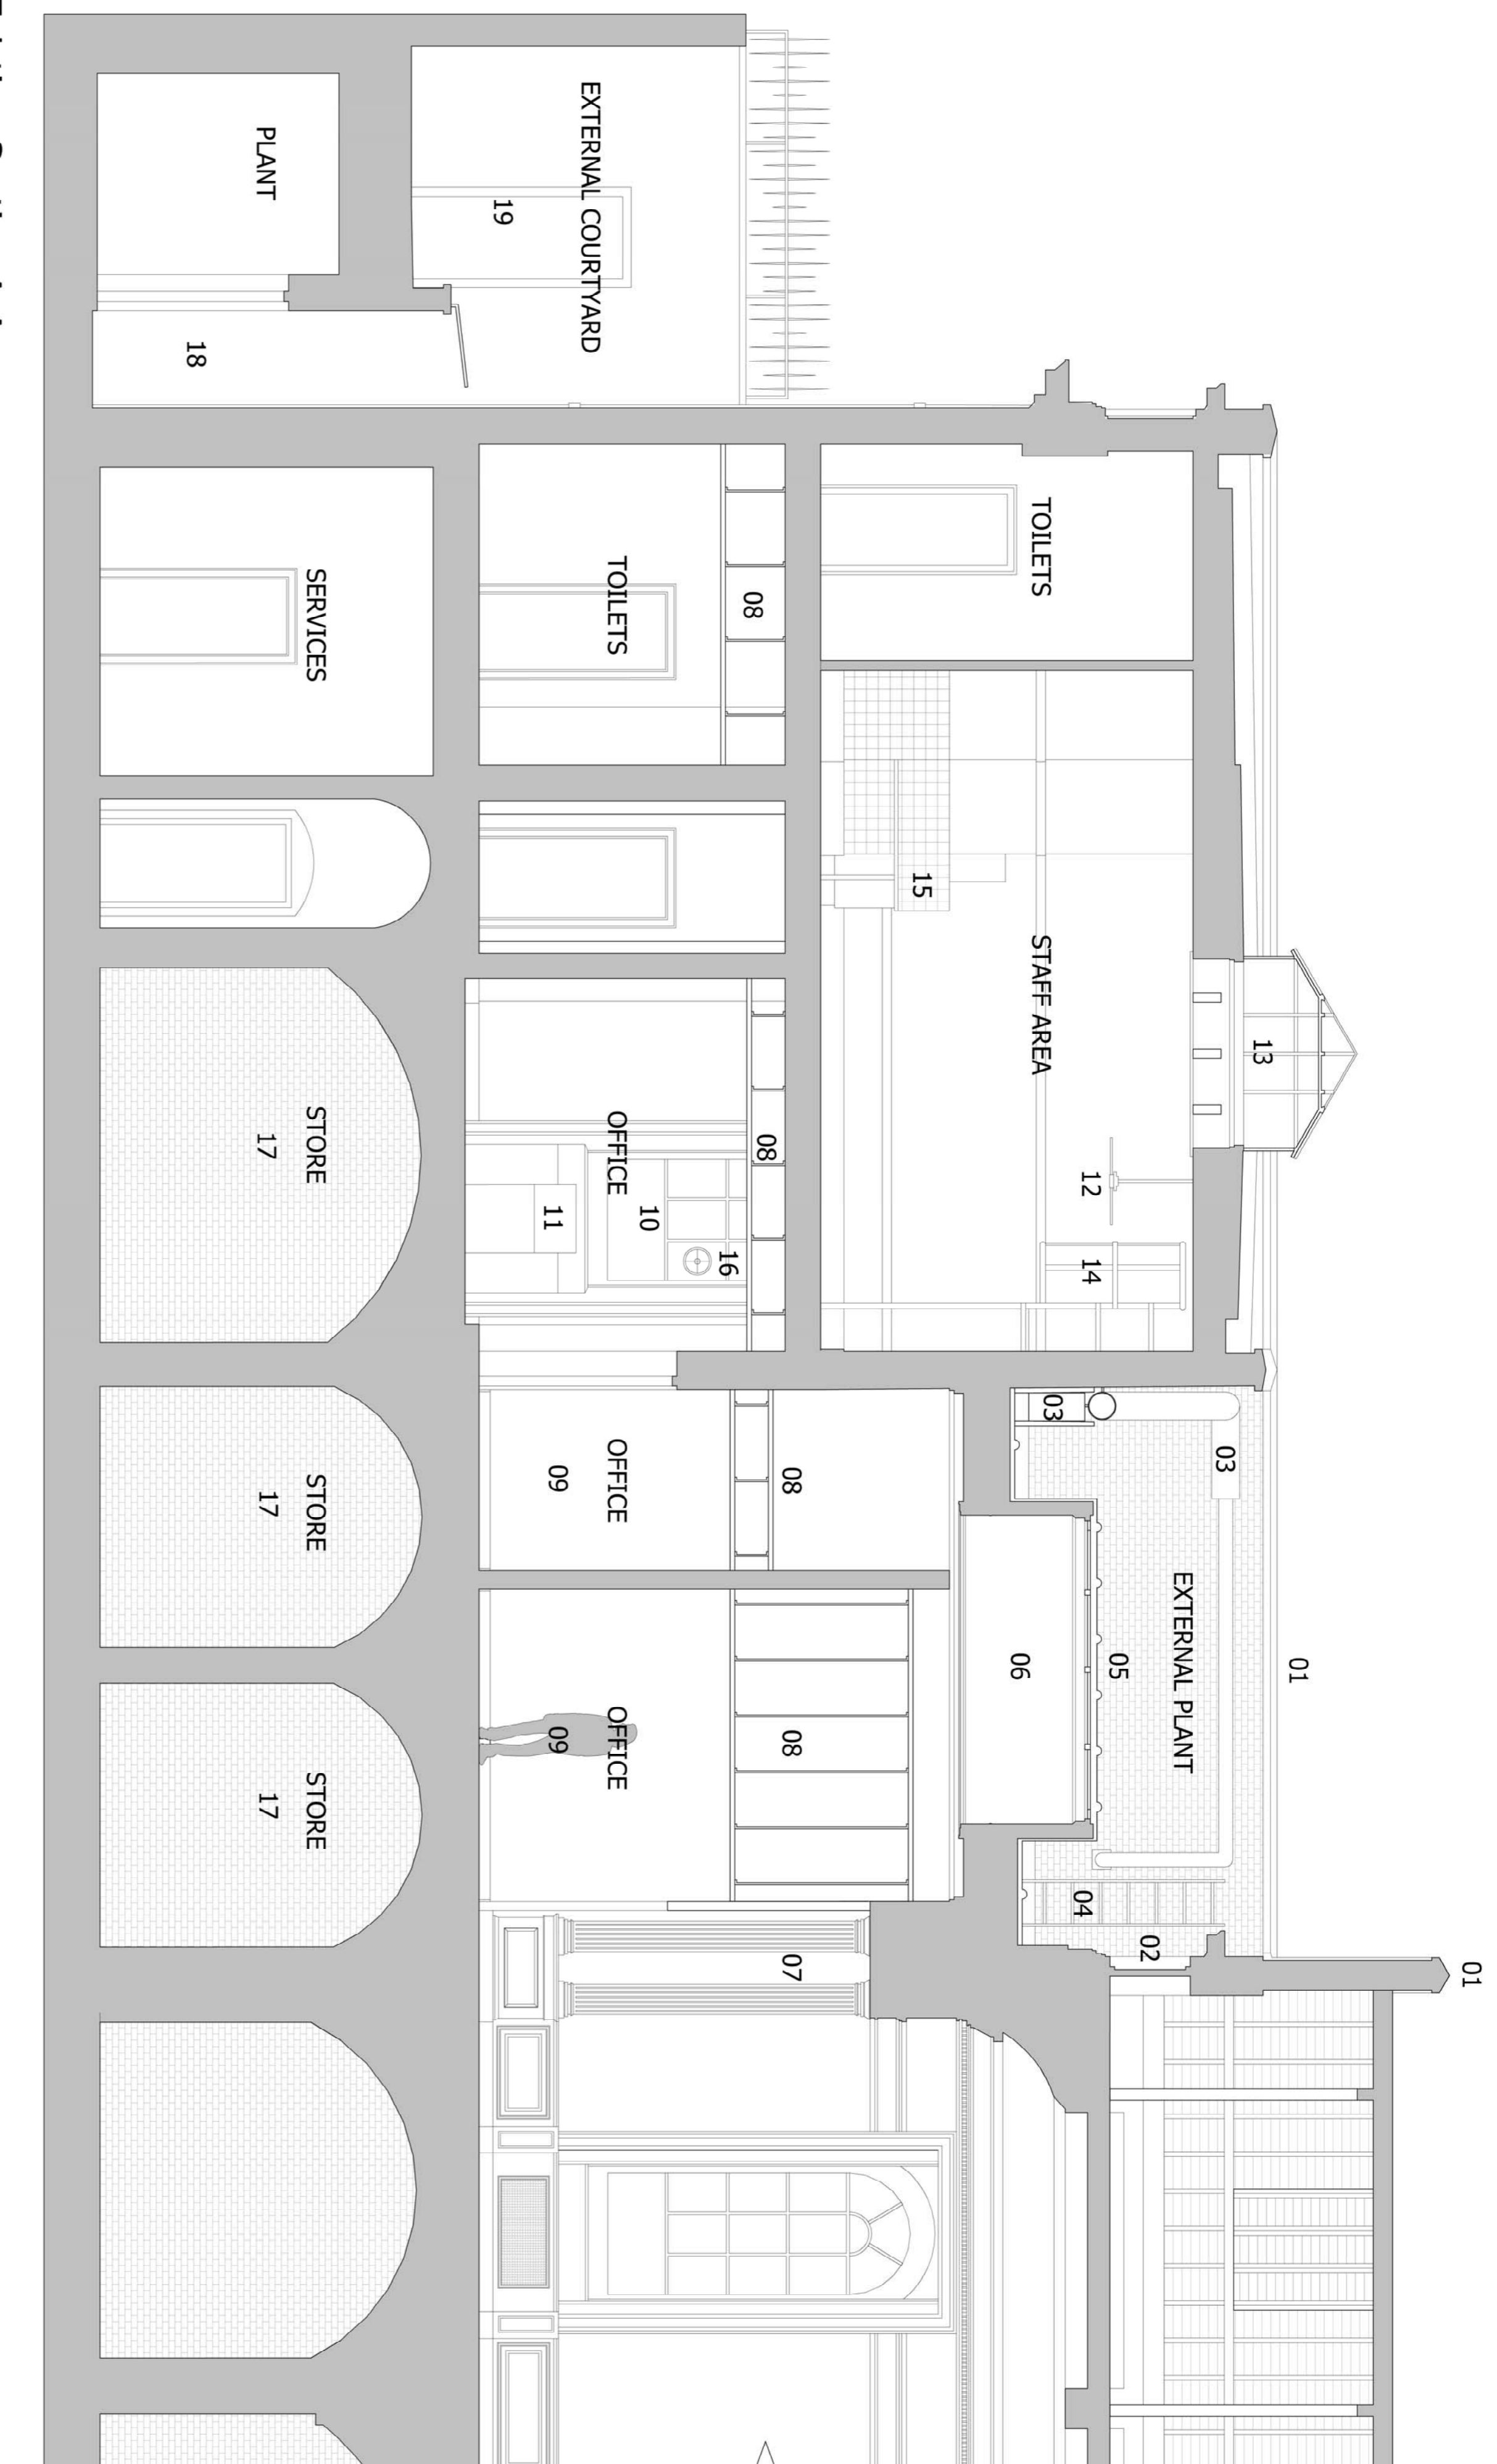 01
01
13
03
EXTERNAL PLANT
02
05
12
14
04
03
TOILETS
STAFF AREA
06
15
08
08
07
08
08
16
10
TOILETS
OFFICE
OFFICE
OFFICE
EXTERNAL COURTYARD
09
09
11
19
SERVICES
STORE
STORE
STORE
PLANT
17
17
17
18